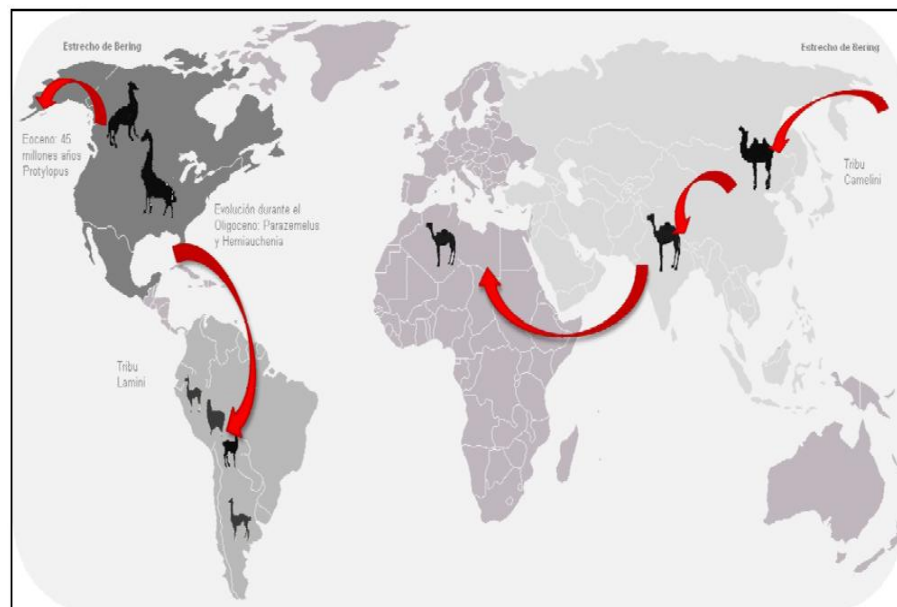 Estrecho de Bering
Estrecho de Bering
Eoceno: 45
millones años
Protylopus
Evolución durante el
Oligoceno: Parazemelus
y Hemiauchenia
Tribu
Camelini
Tribu
Lamini